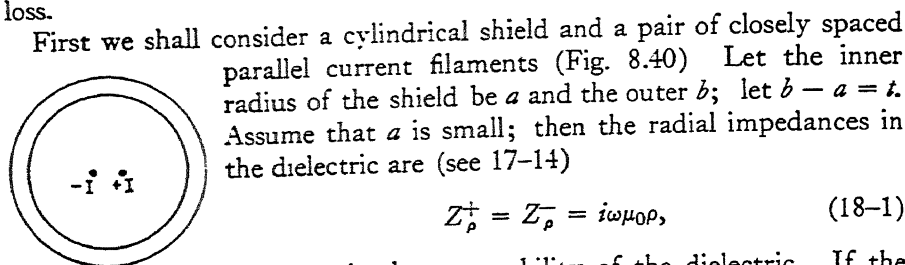 loss.
First we shall consider a cylindrical shield and a pair of closely spaced
parallel current filaments (Fig. 8.40) Let the inner
radius of the shield be a and the outer b; let b − a = t.
Assume that a is small; then the radial impedances in
the dielectric are (see 17–14)
-I +I
Z⁺ρ = Z⁻ρ = iωμ₀ρ, (18–1)
of the dielectric. If the